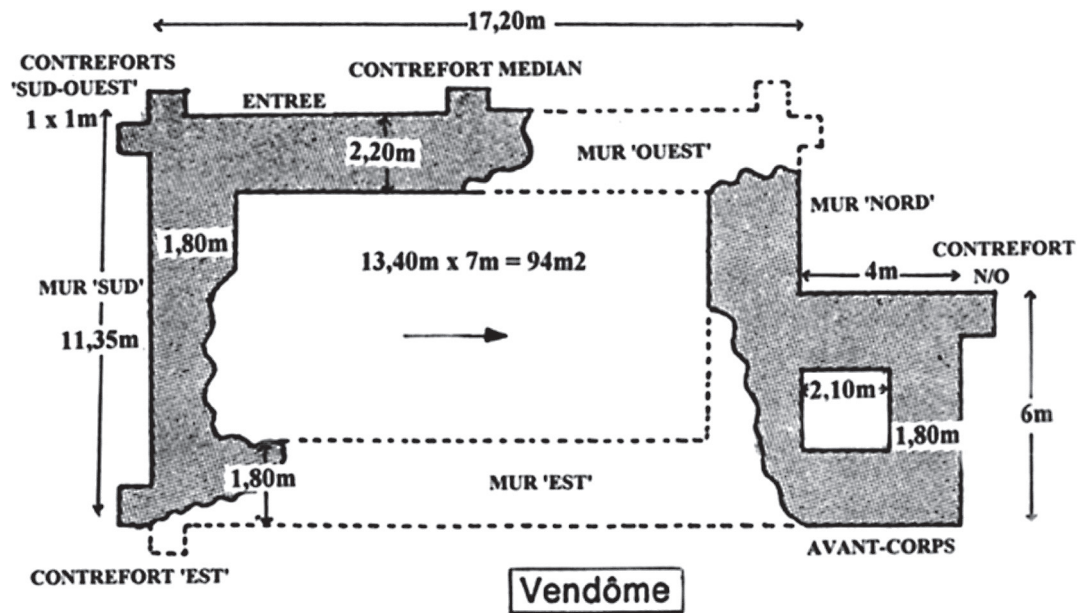 17,20m
CONTREFORTS
'SUD-OUEST'
1 x 1m
ENTREE
CONTREFORT MEDIAN
2,20m
MUR 'OUEST'
MUR 'NORD'
1,80m
13,40m x 7m = 94m2
4m
CONTREFORT
N/O
MUR 'SUD'
11,35m
2,10m
6m
1,80m
1,80m
MUR 'EST'
AVANT-CORPS
CONTREFORT 'EST'
Vendôme